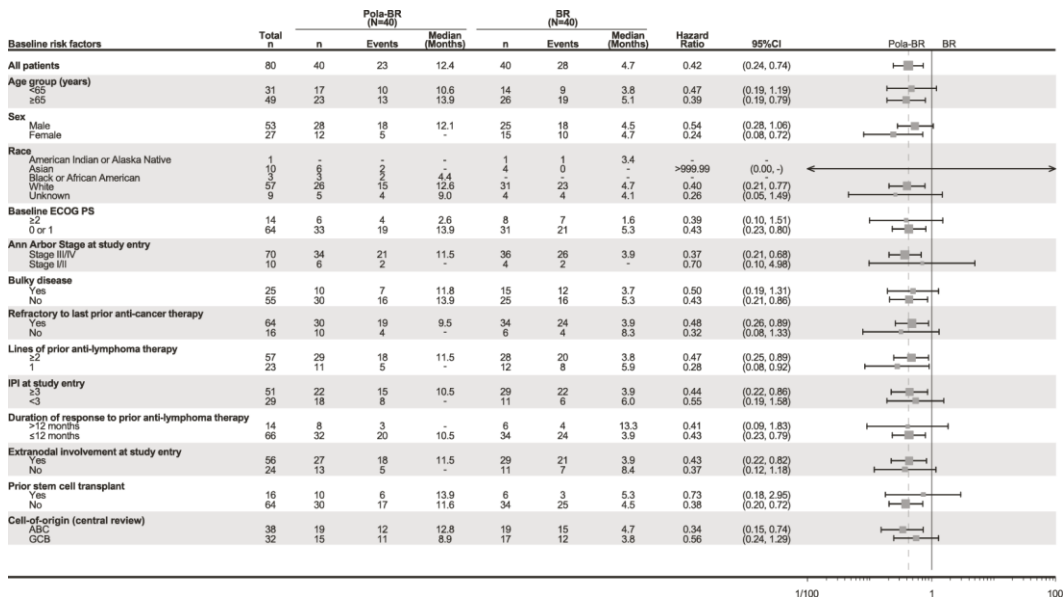 Pola-BR (N=40) BR (N=40)
Baseline risk factors Total n n Events Median (Months) n Events Median (Months) Hazard Ratio 95%CI Pola-BR BR
All patients 80 40 23 12.4 40 28 4.7 0.42 (0.24, 0.74)
Age group (years)
<65 31 17 10 10.6 14 9 3.8 0.47 (0.19, 1.19)
≥65 49 23 13 13.9 26 19 5.1 0.39 (0.19, 0.79)
Sex
Male 53 28 18 12.1 25 18 4.5 0.54 (0.28, 1.06)
Female 27 12 5 - 15 10 4.7 0.24 (0.08, 0.72)
Race
American Indian or Alaska Native 1 - - - 1 1 3.4 - -
Asian 10 6 2 - 4 0 - >999.99 (0.00, -)
Black or African American 3 3 2 4.4 - - - - -
White 57 26 15 12.6 31 23 4.7 0.40 (0.21, 0.77)
Unknown 9 5 4 9.0 4 4 4.1 0.26 (0.05, 1.49)
Baseline ECOG PS
≥2 14 6 4 2.6 8 7 1.6 0.39 (0.10, 1.51)
0 or 1 64 33 19 13.9 31 21 5.3 0.43 (0.23, 0.80)
Ann Arbor Stage at study entry
Stage III/IV 70 34 21 11.5 36 26 3.9 0.37 (0.21, 0.68)
Stage I/II 10 6 2 - 4 2 - 0.70 (0.10, 4.98)
Bulky disease
Yes 25 10 7 11.8 15 12 3.7 0.50 (0.19, 1.31)
No 55 30 16 13.9 25 16 5.3 0.43 (0.21, 0.86)
Refractory to last prior anti-cancer therapy
Yes 64 30 19 9.5 34 24 3.9 0.48 (0.26, 0.89)
No 16 10 4 - 6 4 8.3 0.32 (0.08, 1.33)
Lines of prior anti-lymphoma therapy
≥2 57 29 18 11.5 28 20 3.8 0.47 (0.25, 0.89)
1 23 11 5 - 12 8 5.9 0.28 (0.08, 0.92)
IPI at study entry
≥3 51 22 15 10.5 29 22 3.9 0.44 (0.22, 0.86)
<3 29 18 8 - 11 6 6.0 0.55 (0.19, 1.58)
Duration of response to prior anti-lymphoma therapy
>12 months 14 8 3 - 6 4 13.3 0.41 (0.09, 1.83)
≤12 months 66 32 20 10.5 34 24 3.9 0.43 (0.23, 0.79)
Extranodal involvement at study entry
Yes 56 27 18 11.5 29 21 3.9 0.43 (0.22, 0.82)
No 24 13 5 - 11 7 8.4 0.37 (0.12, 1.18)
Prior stem cell transplant
Yes 16 10 6 13.9 6 3 5.3 0.73 (0.18, 2.95)
No 64 30 17 11.6 34 25 4.5 0.38 (0.20, 0.72)
Cell-of-origin (central review)
ABC 38 19 12 12.8 19 15 4.7 0.34 (0.15, 0.74)
GCB 32 15 11 8.9 17 12 3.8 0.56 (0.24, 1.29)
1/100 1 100